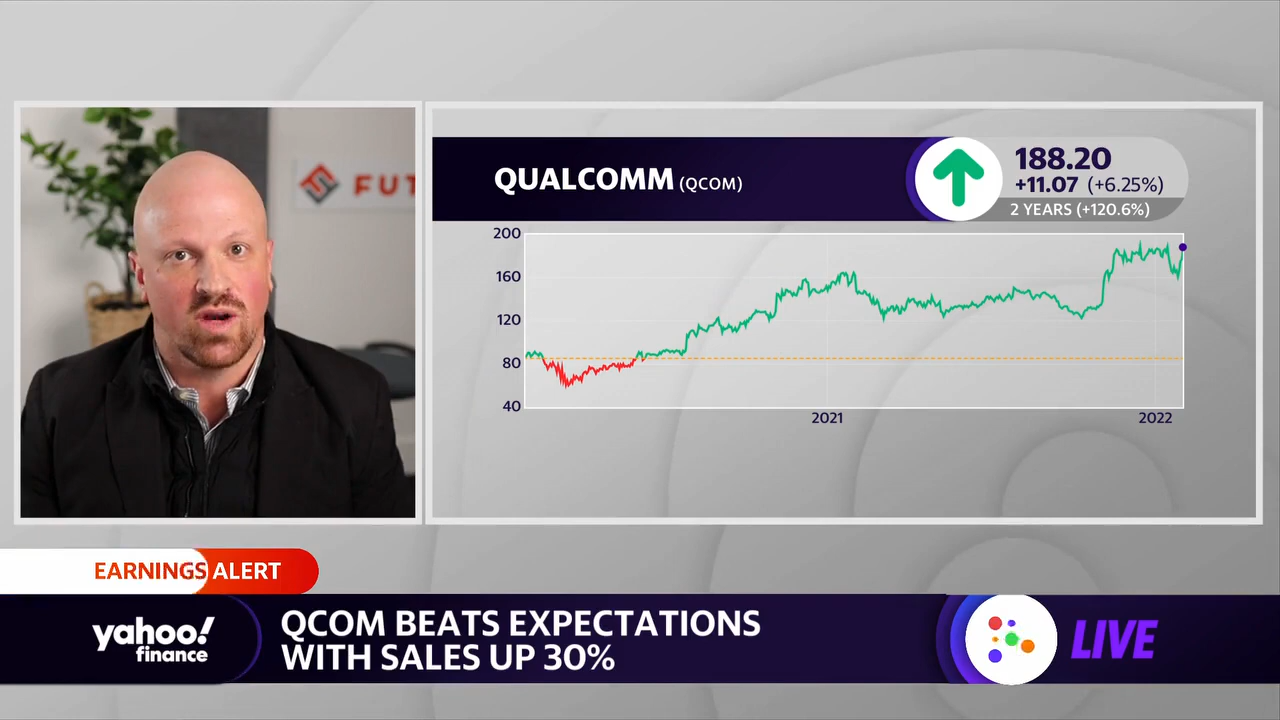 FUT
QUALCOMM (QCOM)
188.20
+11.07 (+6.25%)
2 YEARS (+120.6%)
200
160
120
80
40
2021
2022
EARNINGS ALERT
yahoo!
finance
QCOM BEATS EXPECTATIONS
WITH SALES UP 30%
LIVE